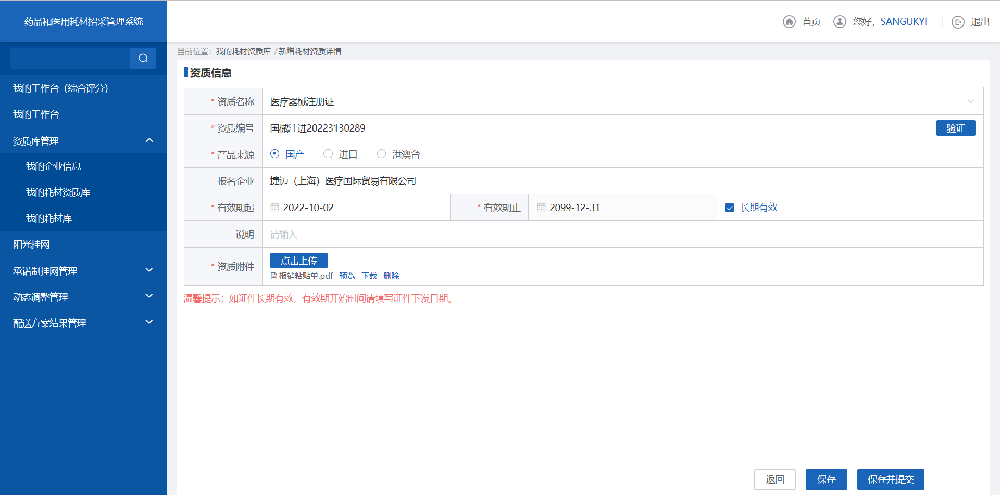 药品和医用耗材招采管理系统
首页
您好，SANGUKYI
退出
当前位置：我的耗材资质库 / 新增耗材资质详情
我的工作台（综合评分）
我的工作台
资质库管理
我的企业信息
我的耗材资质库
我的耗材库
阳光挂网
承诺制挂网管理
动态调整管理
配送方案结果管理
资质信息
* 资质名称 医疗器械注册证
* 资质编号 国械注进20223130289 验证
* 产品来源 国产 进口 港澳台
报名企业 捷迈（上海）医疗国际贸易有限公司
* 有效期起 2022-10-02 * 有效期止 2099-12-31 长期有效
说明 请输入
* 资质附件 点击上传
报销粘贴单.pdf 预览 下载 删除
温馨提示：如证件长期有效，有效期开始时间请填写证件下发日期。
返回 保存 保存并提交